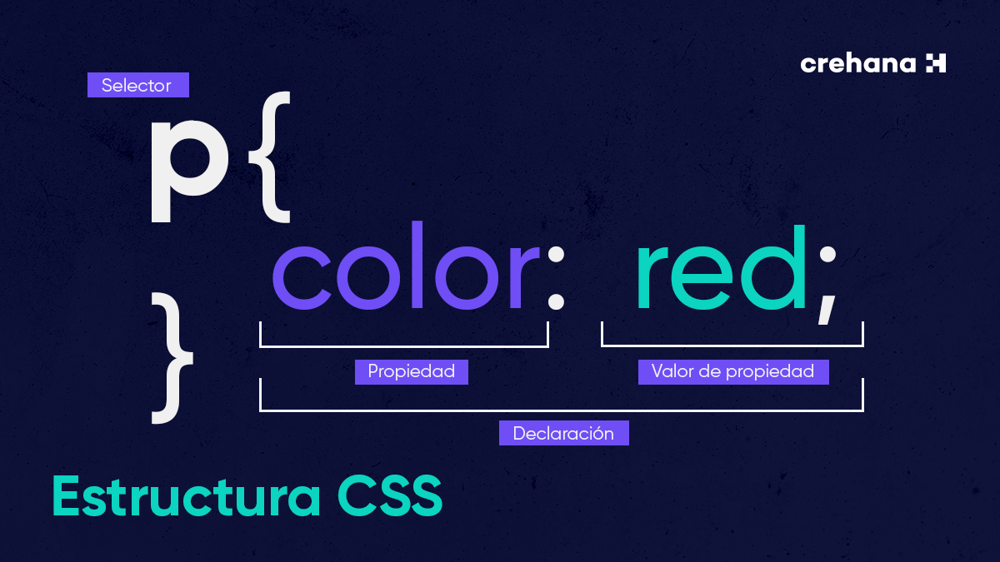 crehana
Selector
p{
color: red;
}
Propiedad
Valor de propiedad
Declaración
Estructura CSS